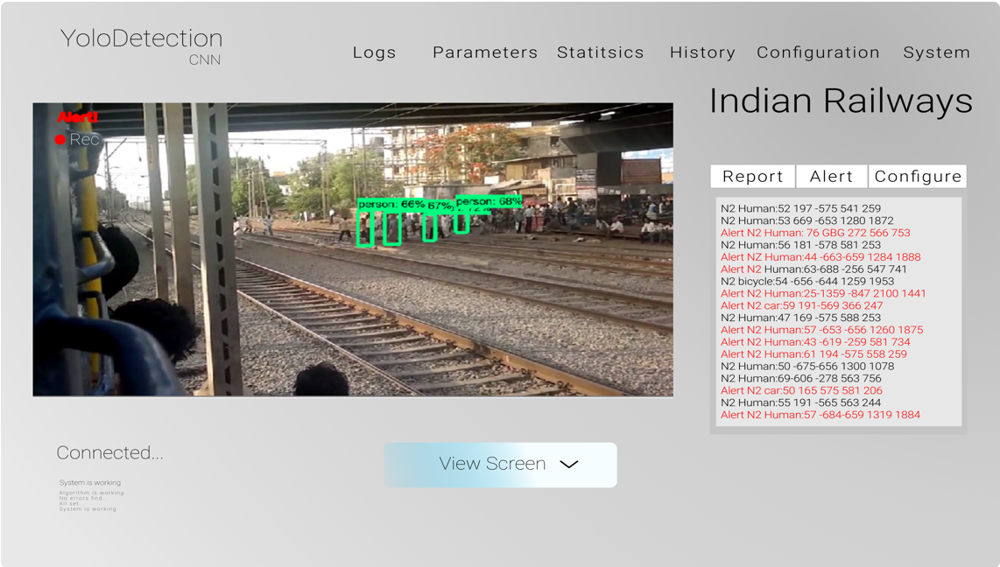 YoloDetection
CNN
Logs Parameters Statitsics History Configuration System
Indian Railways
Alert!
Rec
Report Alert Configure
person: 66% 67% person: 68%
N2 Human:52 197 -575 541 259
N2 Human:53 669 -653 1280 1872
Alert N2 Human: 76 GBG 272 566 753
N2 Human:56 181 -578 581 253
Alert NZ Human:44 -663-659 1284 1888
Alert N2 Human:63-688 -256 547 741
N2 bicycle:54 -656 -644 1259 1953
Alert N2 Human:25-1359 -847 2100 1441
Alert N2 car:59 191-569 366 247
N2 Human:47 169 -575 588 253
Alert N2 Human:57 -653 -656 1260 1875
Alert N2 Human:43 -619 -259 581 734
Alert N2 Human:61 194 -575 558 259
N2 Human:50 -675-656 1300 1078
N2 Human:69-606 -278 563 756
Alert N2 car:50 165 575 581 206
N2 Human:55 191 -565 563 244
Alert N2 Human:57 -684-659 1319 1884
Connected...
View Screen
System is working
Algorithm is working...
No errors find...
All set...
System is working